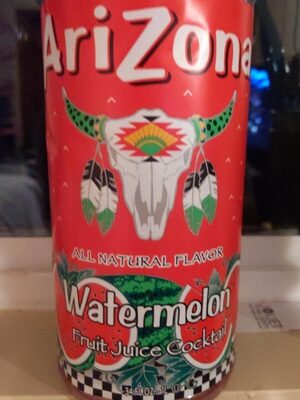 AriZona
ALL NATURAL FLAVOR
Watermelon
Fruit Juice Cocktail